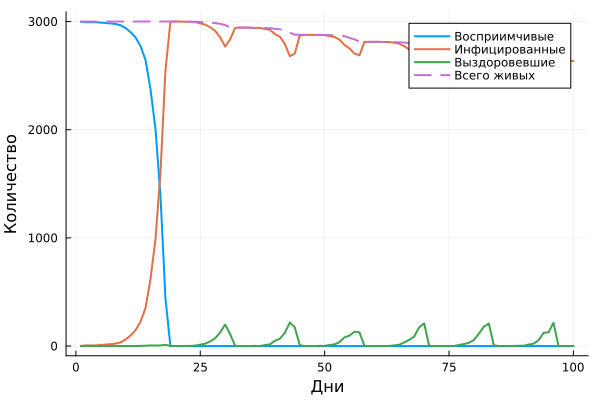 3000
2000
1000
0
Количество
Восприимчивые
Инфицированные
Выздоровевшие
Всего живых
0 25 50 75 100
Дни